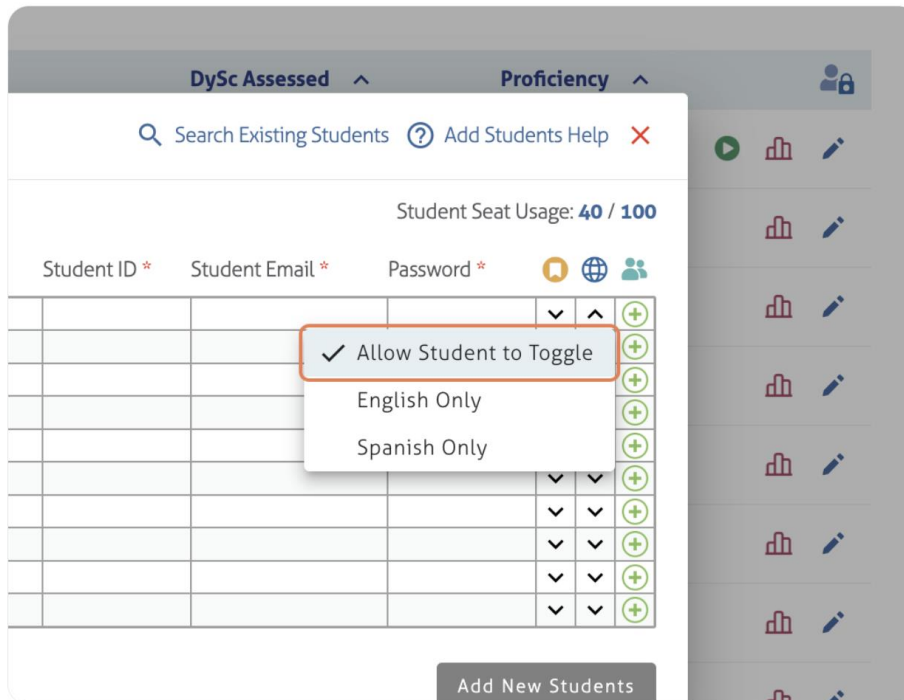 DySc Assessed Proficiency
Search Existing Students ? Add Students Help
Student Seat Usage: 40 / 100
Student ID * Student Email * Password *
Allow Student to Toggle
English Only
Spanish Only
Add New Students